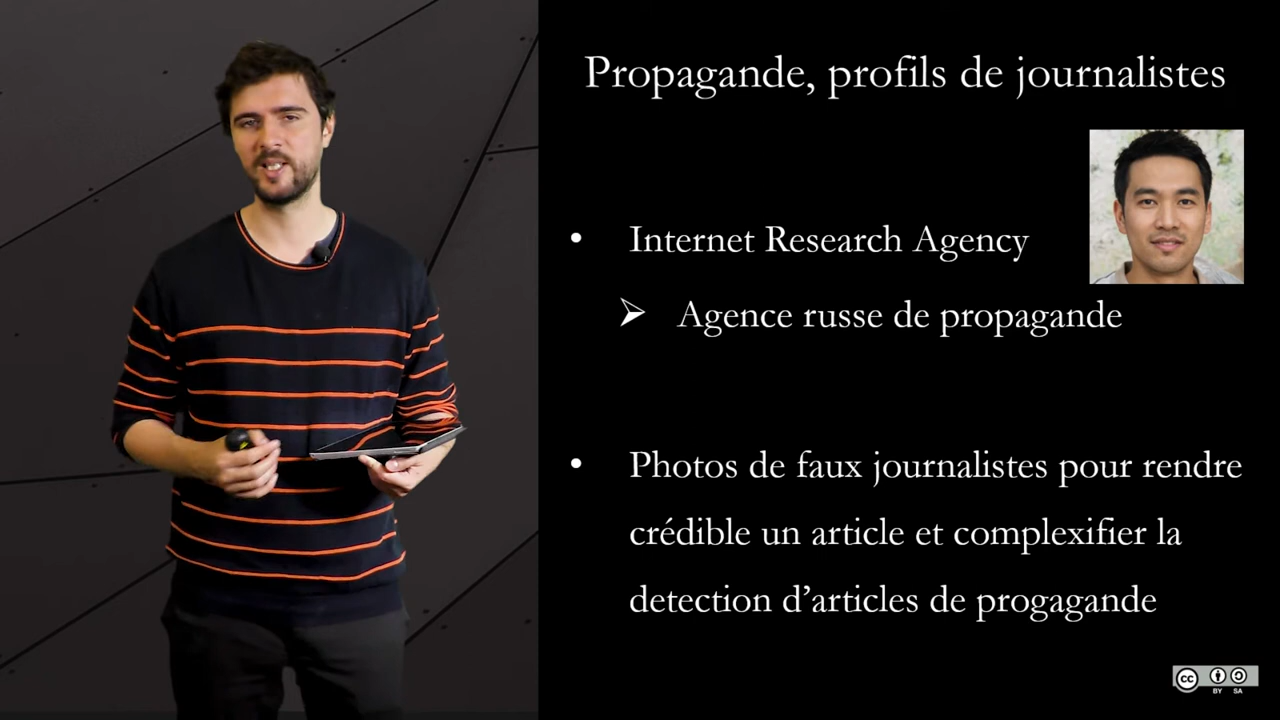 Propagande, profils de journalistes
• Internet Research Agency
➢ Agence russe de propagande
• Photos de faux journalistes pour rendre
crédible un article et complexifier la
detection d’articles de progagande
cc
BY SA